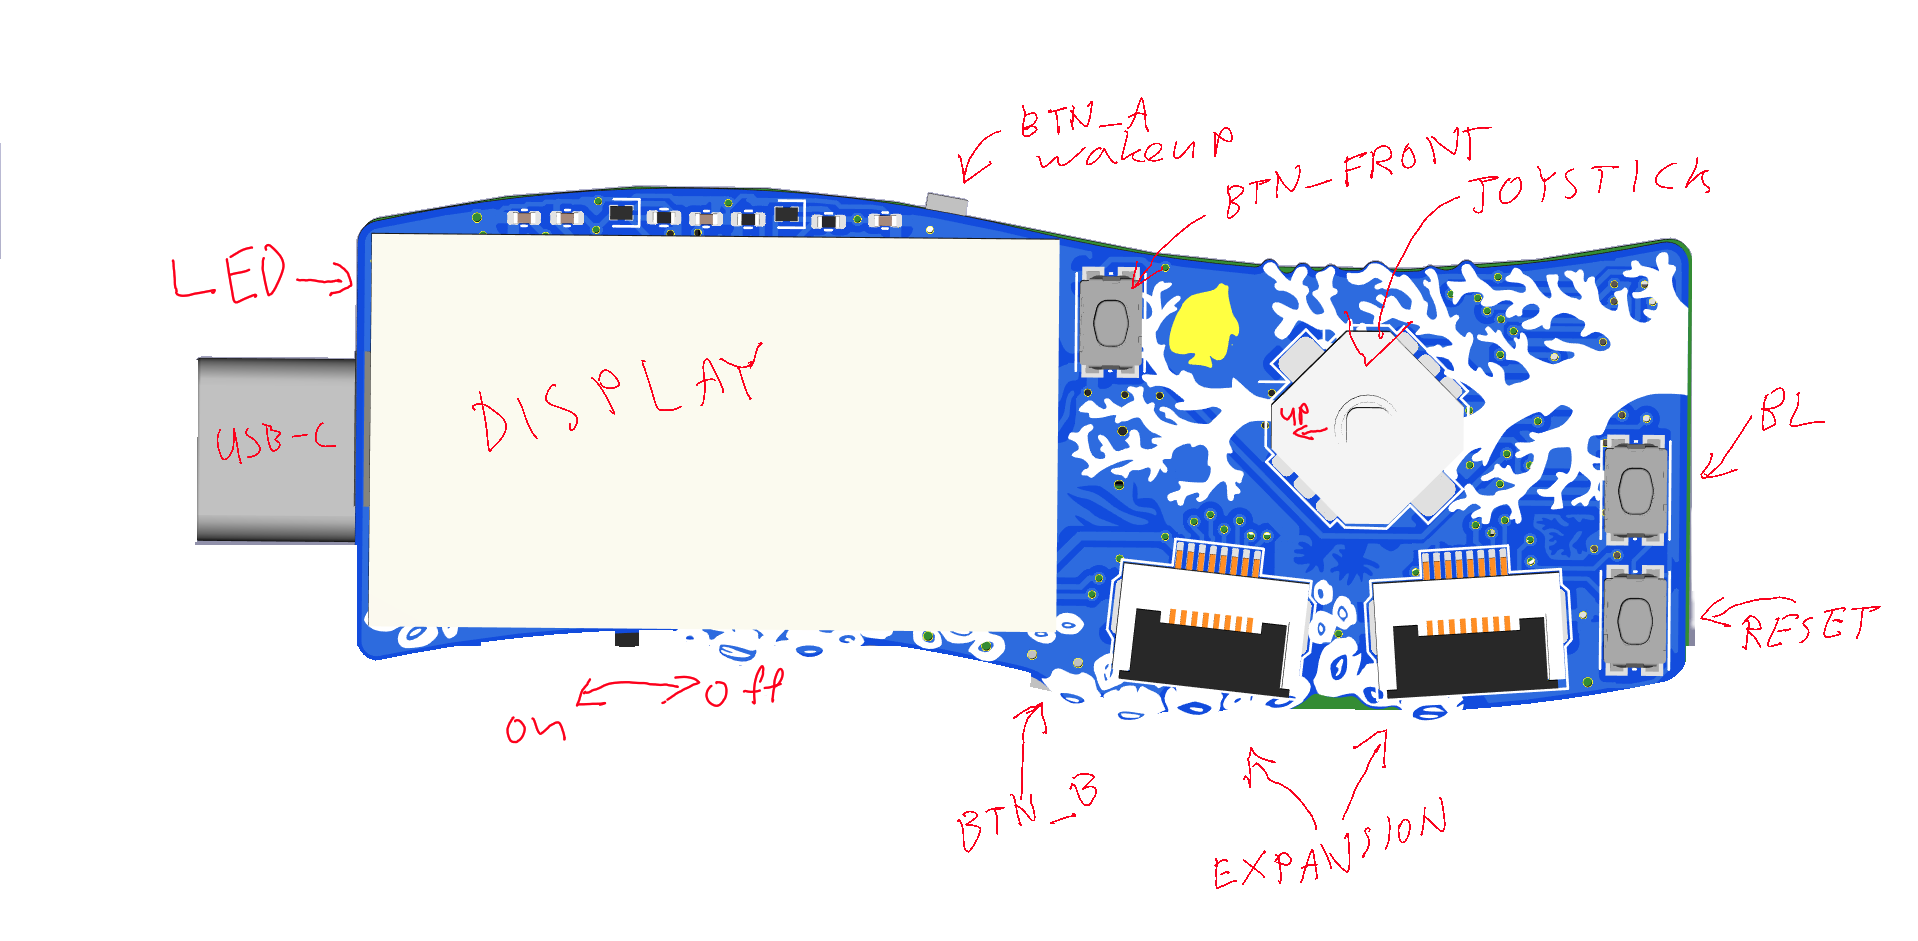 BTN_A
wakeup
BTN_FRONT
JOYSTICK
LED
DISPLAY
USB-C
UP
BL
RESET
on
off
BTN_B
EXPANSION